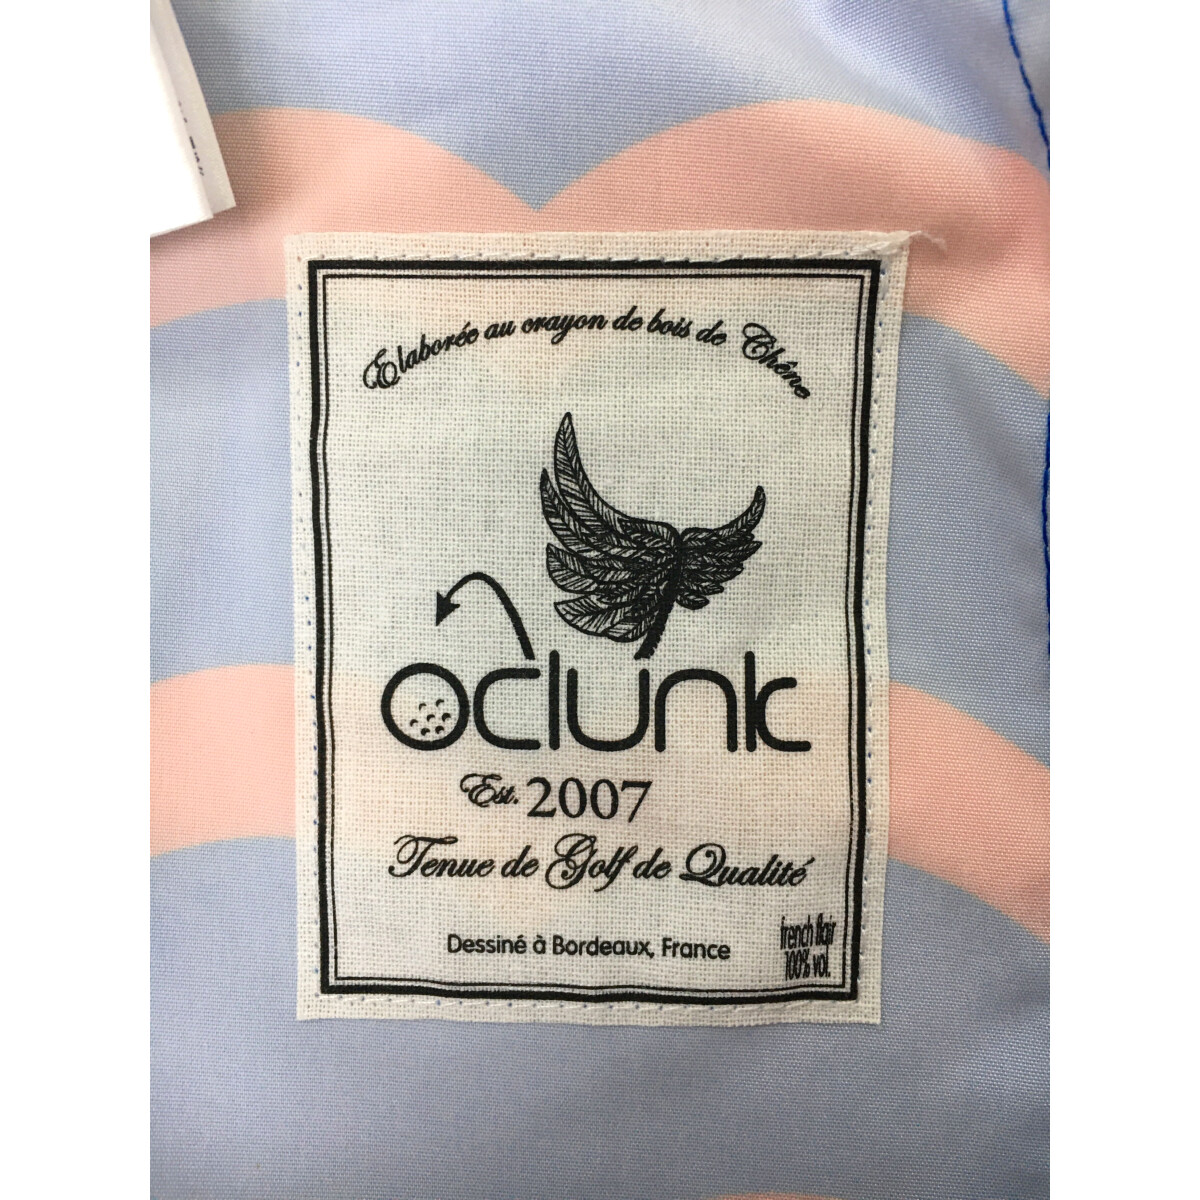 Elaborée au crayon de bois de Chêne
oclunk
Est. 2007
Tenue de Golf de Qualité
Dessiné à Bordeaux, France
french flair
100% vol.